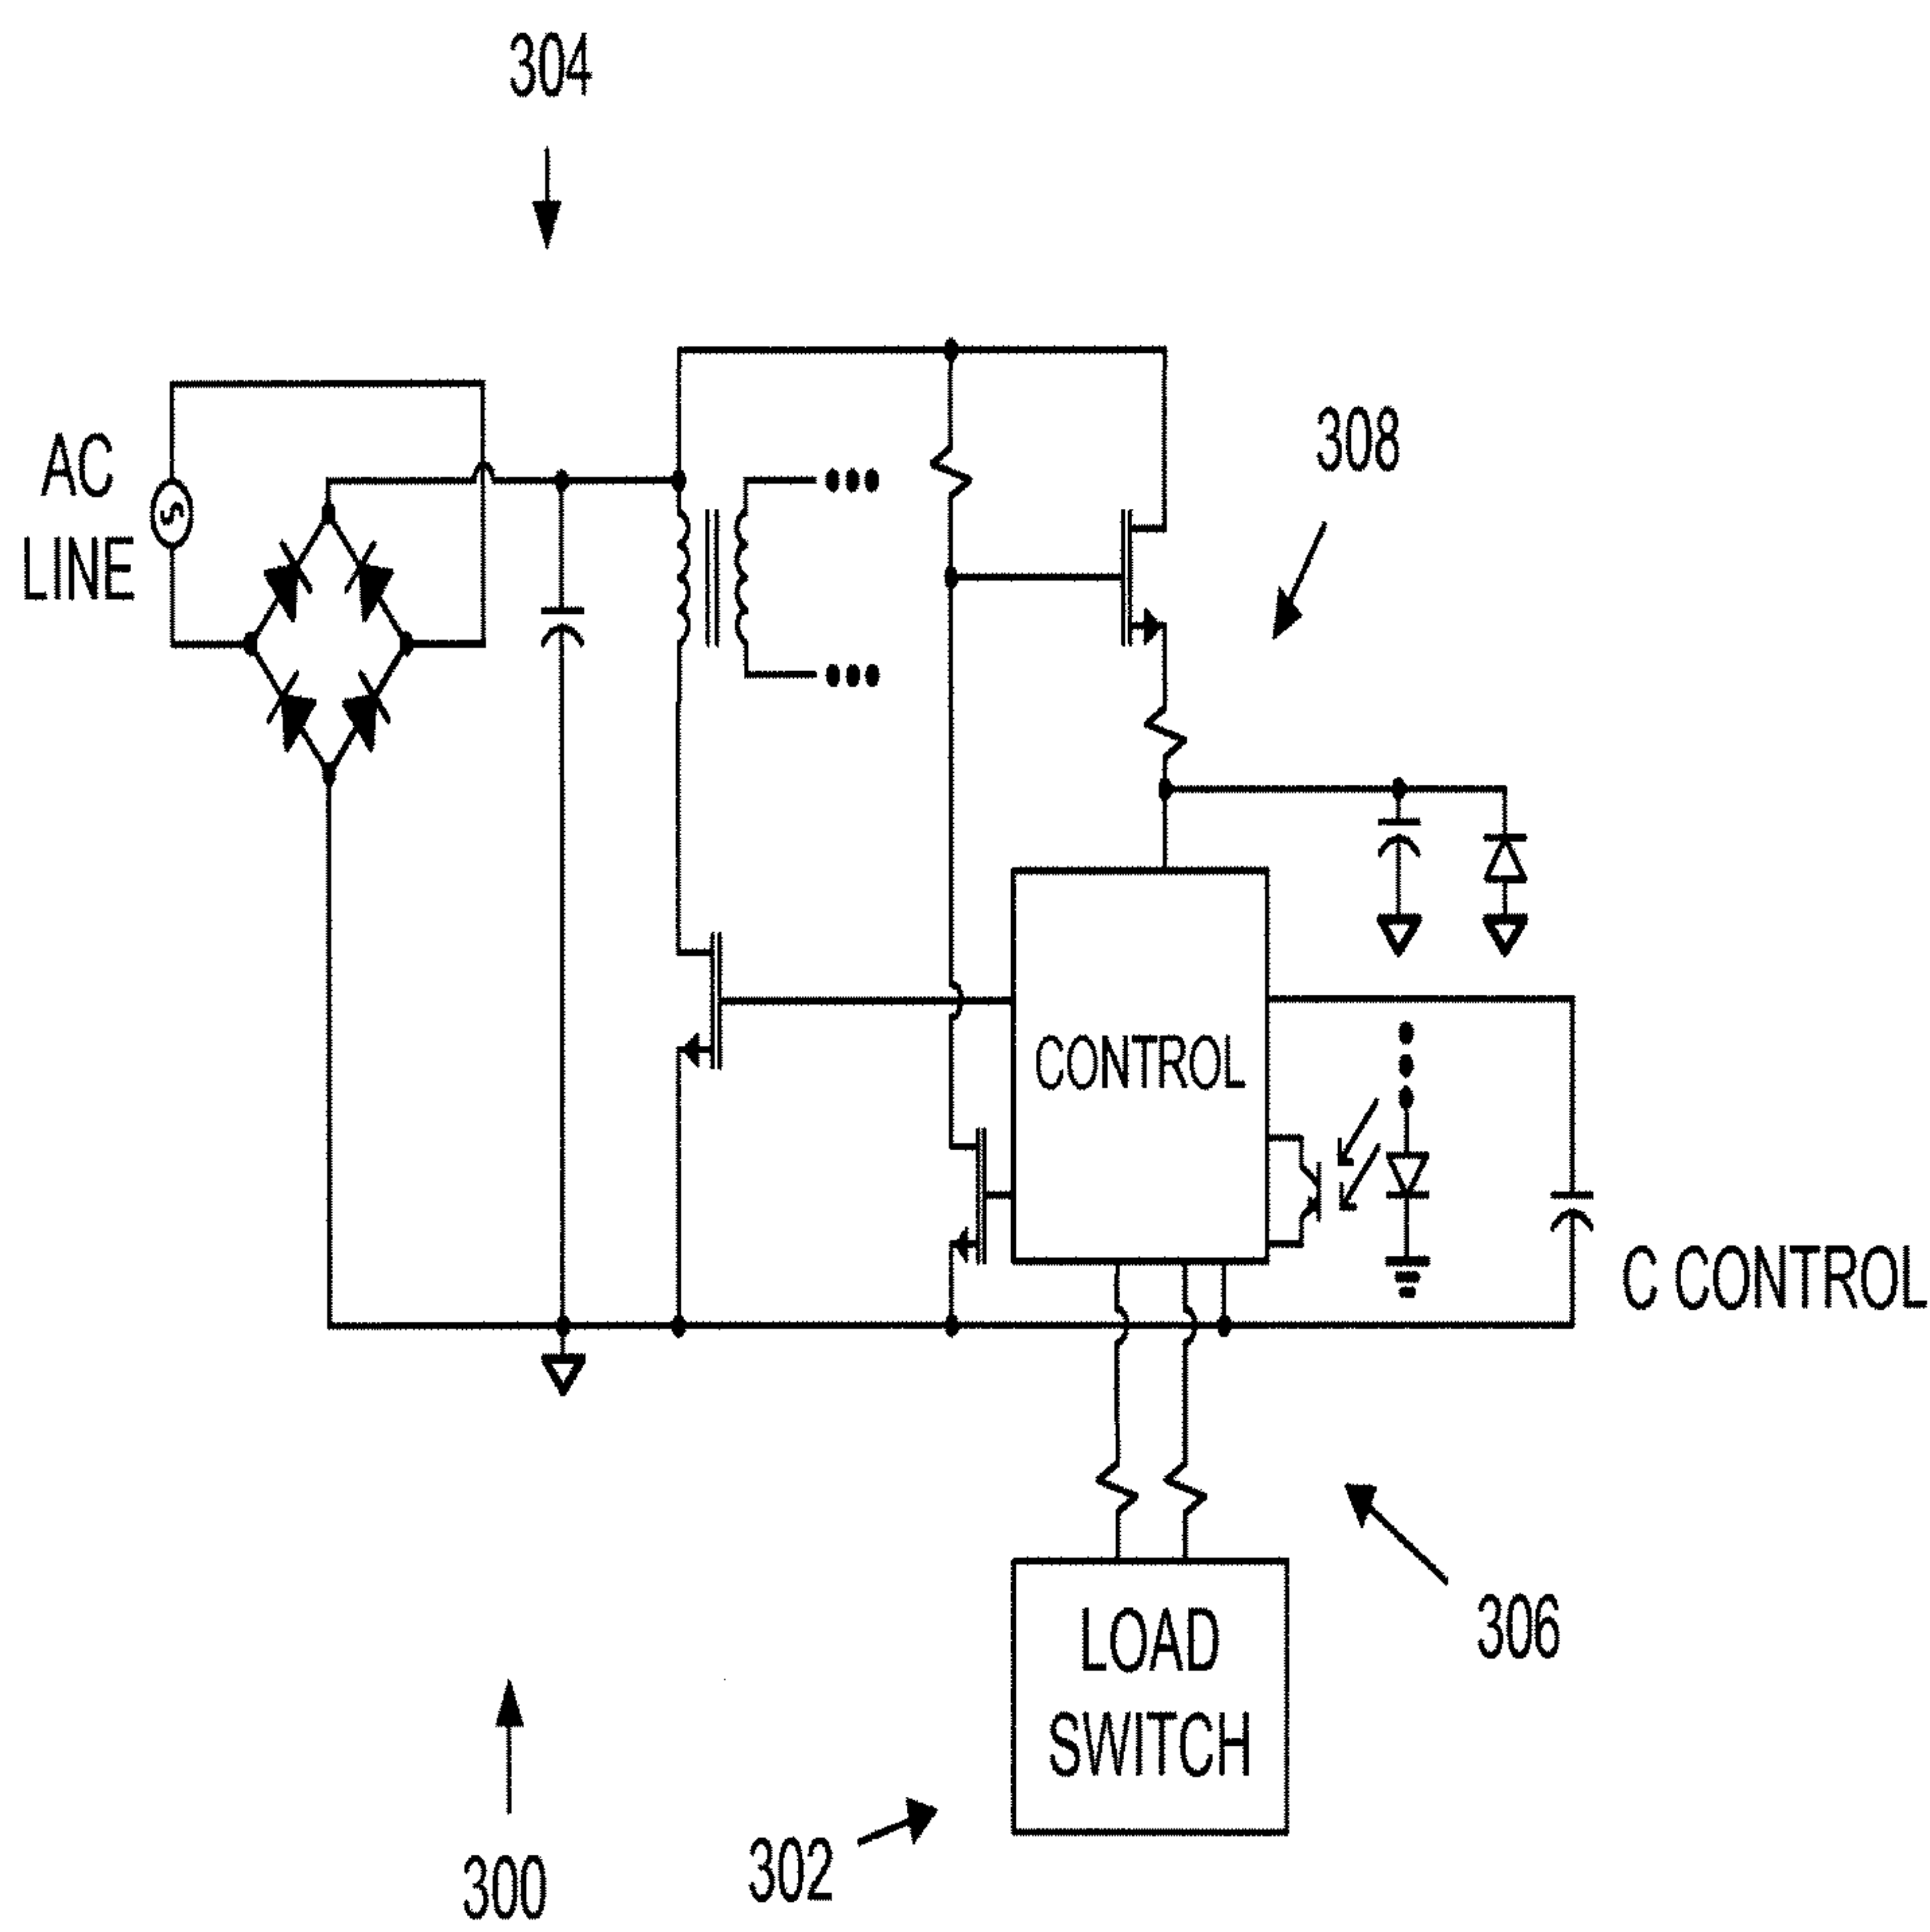 304
AC
LINE
308
CONTROL
C CONTROL
LOAD
SWITCH
306
302
300